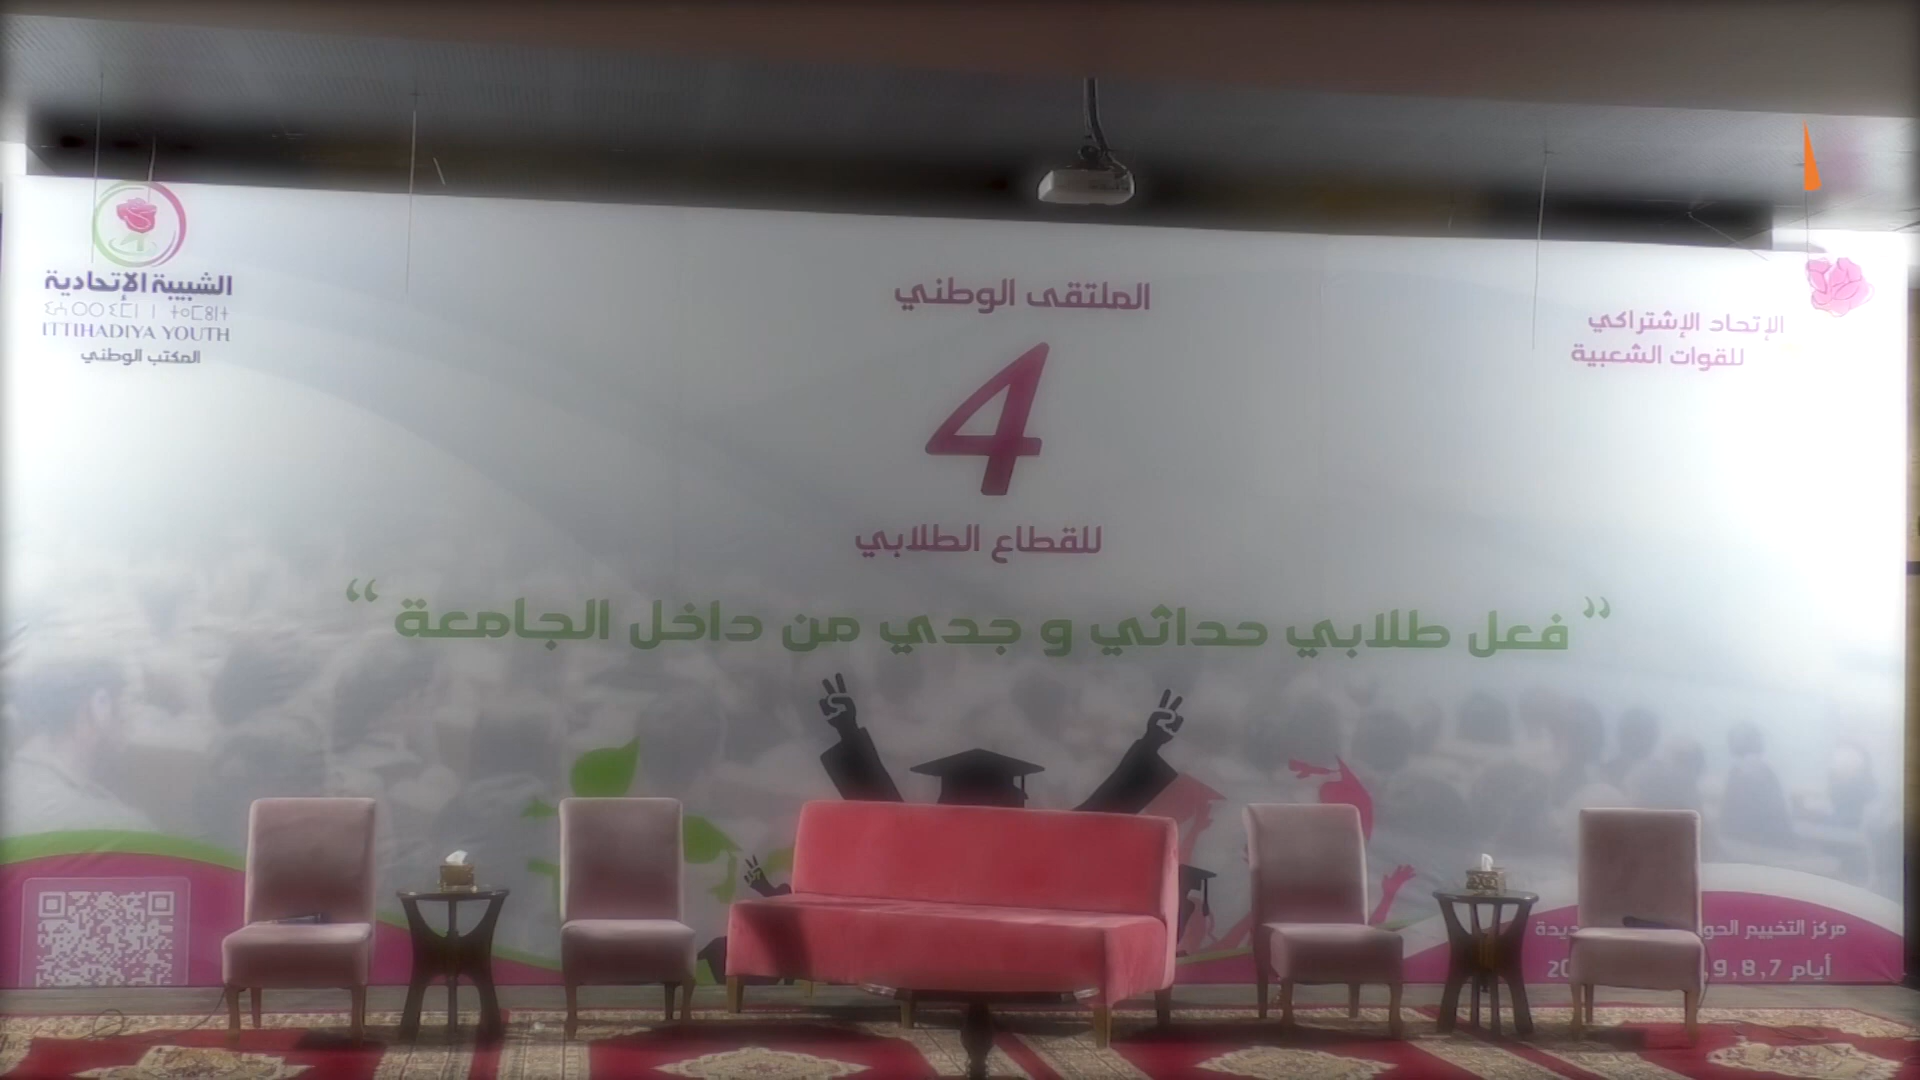 الشبيبة الإتحادية
ITTIHADIYA YOUTH
المكتب الوطني
الإتحاد الإشتراكي
للقوات الشعبية
الملتقى الوطني
4
للقطاع الطلابي
” فعل طلابي حداثي و جدي من داخل الجامعة “
مركز التخييم
أيام 9,8,7